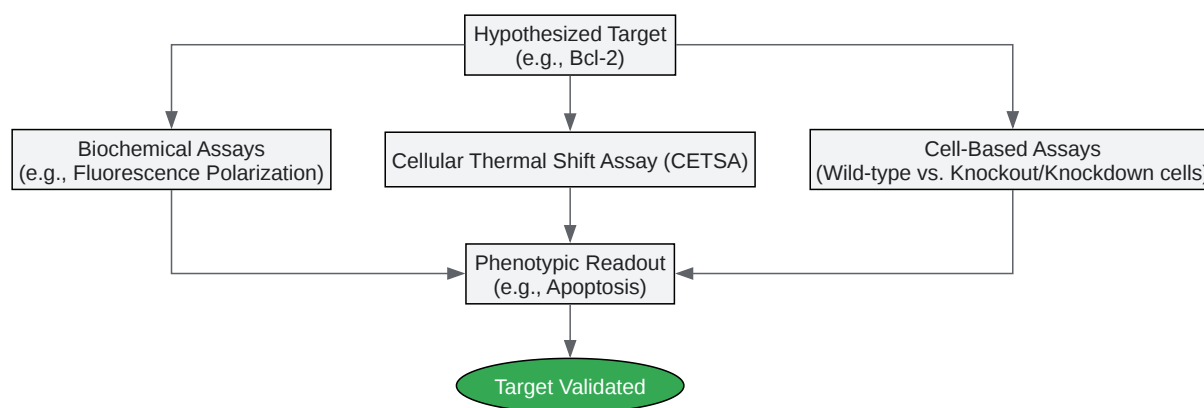 Hypothesized Target
(e.g., Bcl-2)
Biochemical Assays
(e.g., Fluorescence Polarization)
Cellular Thermal Shift Assay (CETSA)
Cell-Based Assays
(Wild-type vs. Knockout/Knockdown cells)
Phenotypic Readout
(e.g., Apoptosis)
Target Validated